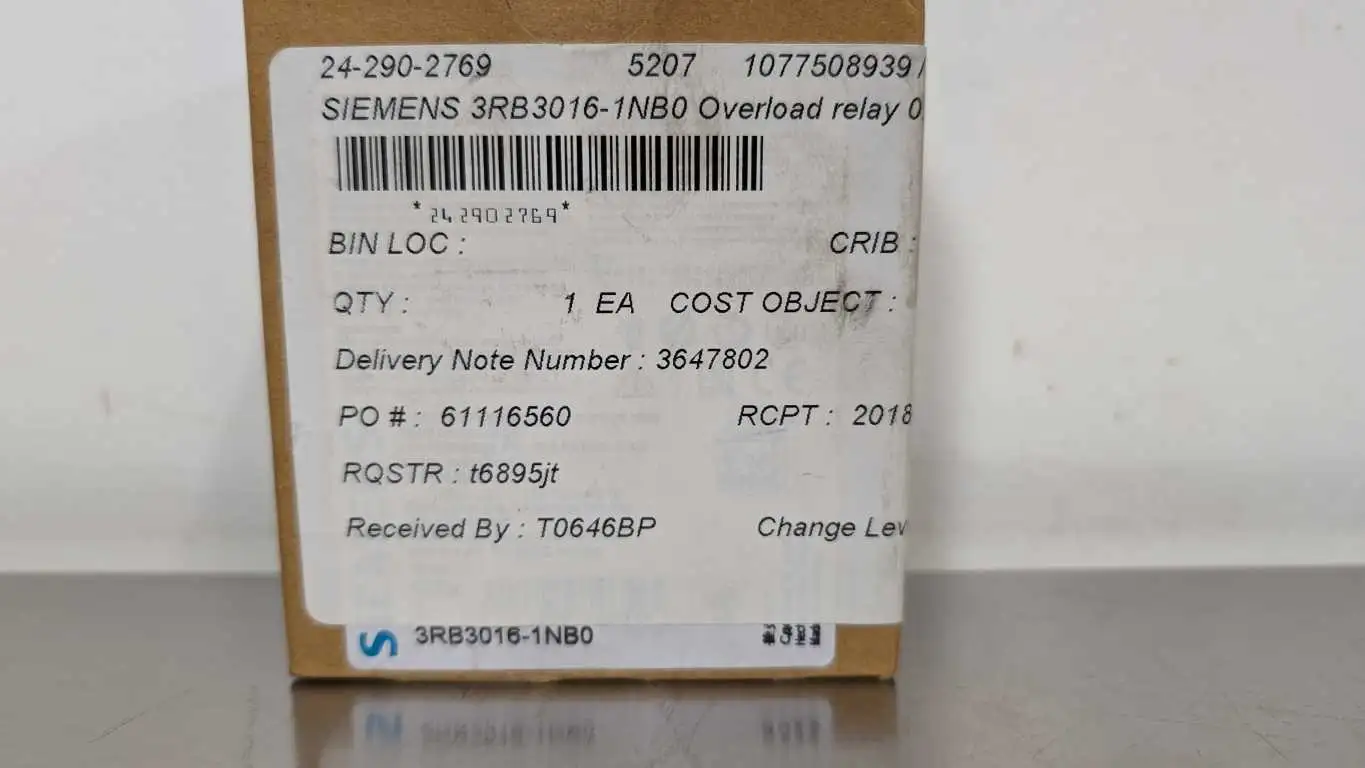 24-290-2769 5207 1077508939 /
SIEMENS 3RB3016-1NB0 Overload relay 0
*242902769*
BIN LOC : CRIB :
QTY : 1 EA COST OBJECT :
Delivery Note Number : 3647802
PO # : 61116560 RCPT : 2018
RQSTR : t6895jt
Received By : T0646BP Change Lev
S 3RB3016-1NB0